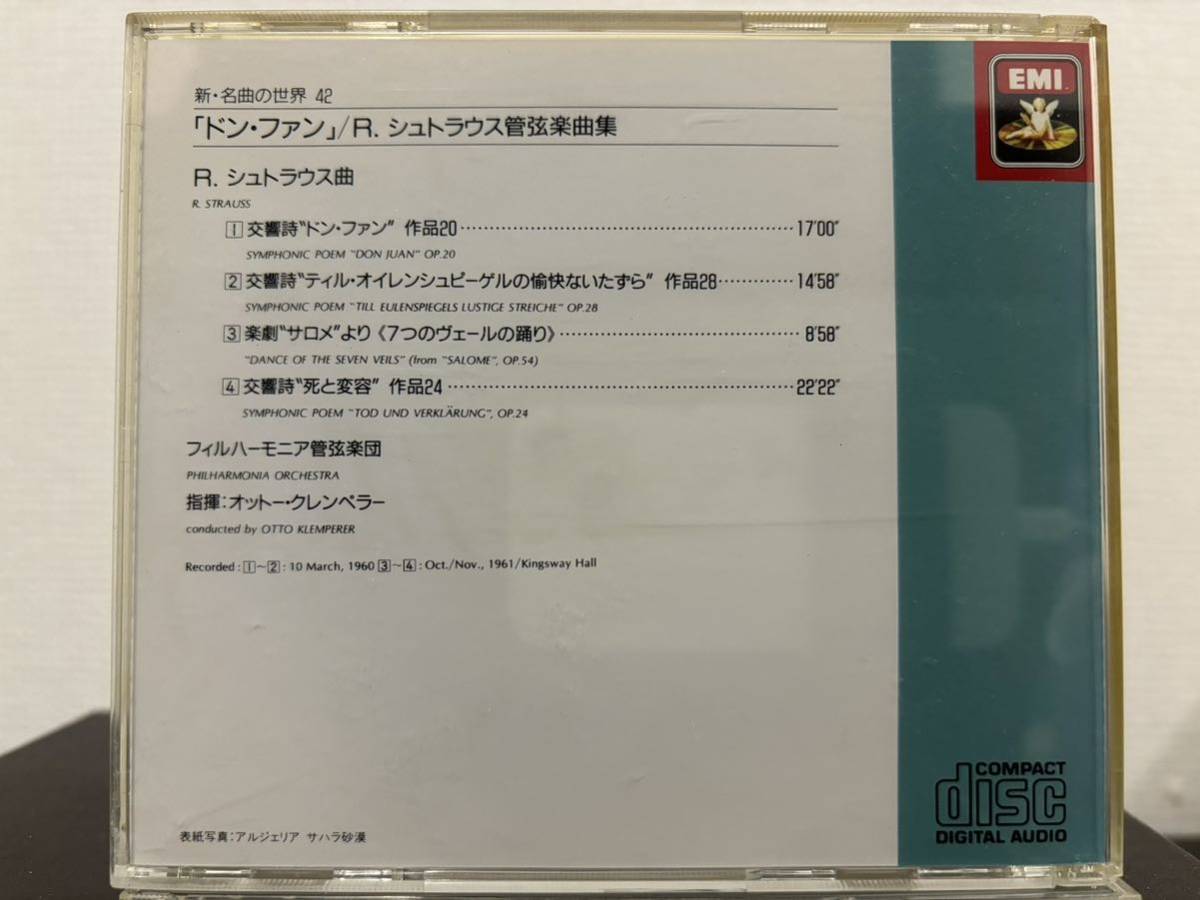 新・名曲の世界 42
「ドン・ファン」/R. シュトラウス管弦楽曲集
EMI
R. シュトラウス曲
R. STRAUSS
1 交響詩"ドン・ファン" 作品20 17'00"
SYMPHONIC POEM "DON JUAN" OP.20
2 交響詩"ティル・オイレンシュピーゲルの愉快ないたずら" 作品28 14'58"
SYMPHONIC POEM "TILL EULENSPIEGELS LUSTIGE STREICHE" OP.28
3 楽劇"サロメ"より《7つのヴェールの踊り》 8'58"
"DANCE OF THE SEVEN VEILS" (from "SALOME", OP.54)
4 交響詩"死と変容" 作品24 22'22"
SYMPHONIC POEM "TOD UND VERKLÄRUNG", OP.24
フィルハーモニア管弦楽団
PHILHARMONIA ORCHESTRA
指揮:オットー・クレンペラー
conducted by OTTO KLEMPERER
Recorded : 1~2 : 10 March, 1960 3~4 : Oct./Nov., 1961/Kingsway Hall
表紙写真:アルジェリア サハラ砂漠
COMPACT
disc
DIGITAL AUDIO